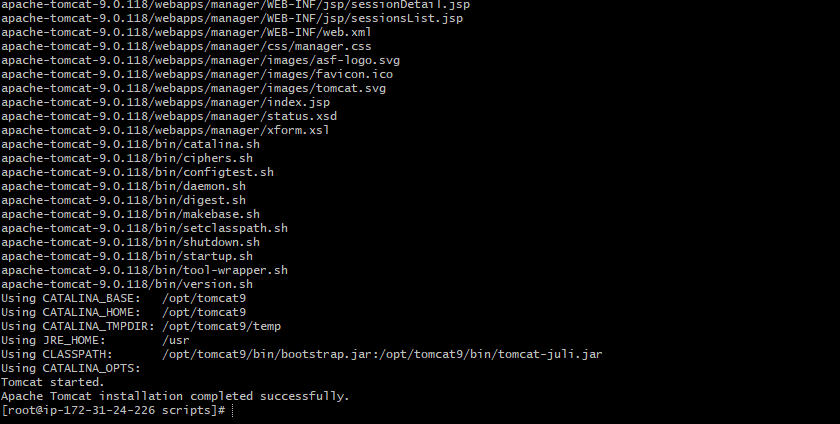 apache-tomcat-9.0.118/webapps/manager/WEB-INF/jsp/sessionDetail.jsp
apache-tomcat-9.0.118/webapps/manager/WEB-INF/jsp/sessionsList.jsp
apache-tomcat-9.0.118/webapps/manager/WEB-INF/web.xml
apache-tomcat-9.0.118/webapps/manager/css/manager.css
apache-tomcat-9.0.118/webapps/manager/images/asf-logo.svg
apache-tomcat-9.0.118/webapps/manager/images/favicon.ico
apache-tomcat-9.0.118/webapps/manager/images/tomcat.svg
apache-tomcat-9.0.118/webapps/manager/index.jsp
apache-tomcat-9.0.118/webapps/manager/status.xsd
apache-tomcat-9.0.118/webapps/manager/xform.xsl
apache-tomcat-9.0.118/bin/catalina.sh
apache-tomcat-9.0.118/bin/ciphers.sh
apache-tomcat-9.0.118/bin/configtest.sh
apache-tomcat-9.0.118/bin/daemon.sh
apache-tomcat-9.0.118/bin/digest.sh
apache-tomcat-9.0.118/bin/makebase.sh
apache-tomcat-9.0.118/bin/setclasspath.sh
apache-tomcat-9.0.118/bin/shutdown.sh
apache-tomcat-9.0.118/bin/startup.sh
apache-tomcat-9.0.118/bin/tool-wrapper.sh
apache-tomcat-9.0.118/bin/version.sh
Using CATALINA_BASE:   /opt/tomcat9
Using CATALINA_HOME:   /opt/tomcat9
Using CATALINA_TMPDIR: /opt/tomcat9/temp
Using JRE_HOME:        /usr
Using CLASSPATH:       /opt/tomcat9/bin/bootstrap.jar:/opt/tomcat9/bin/tomcat-juli.jar
Using CATALINA_OPTS:
Tomcat started.
Apache Tomcat installation completed successfully.
[root@ip-172-31-24-226 scripts]#